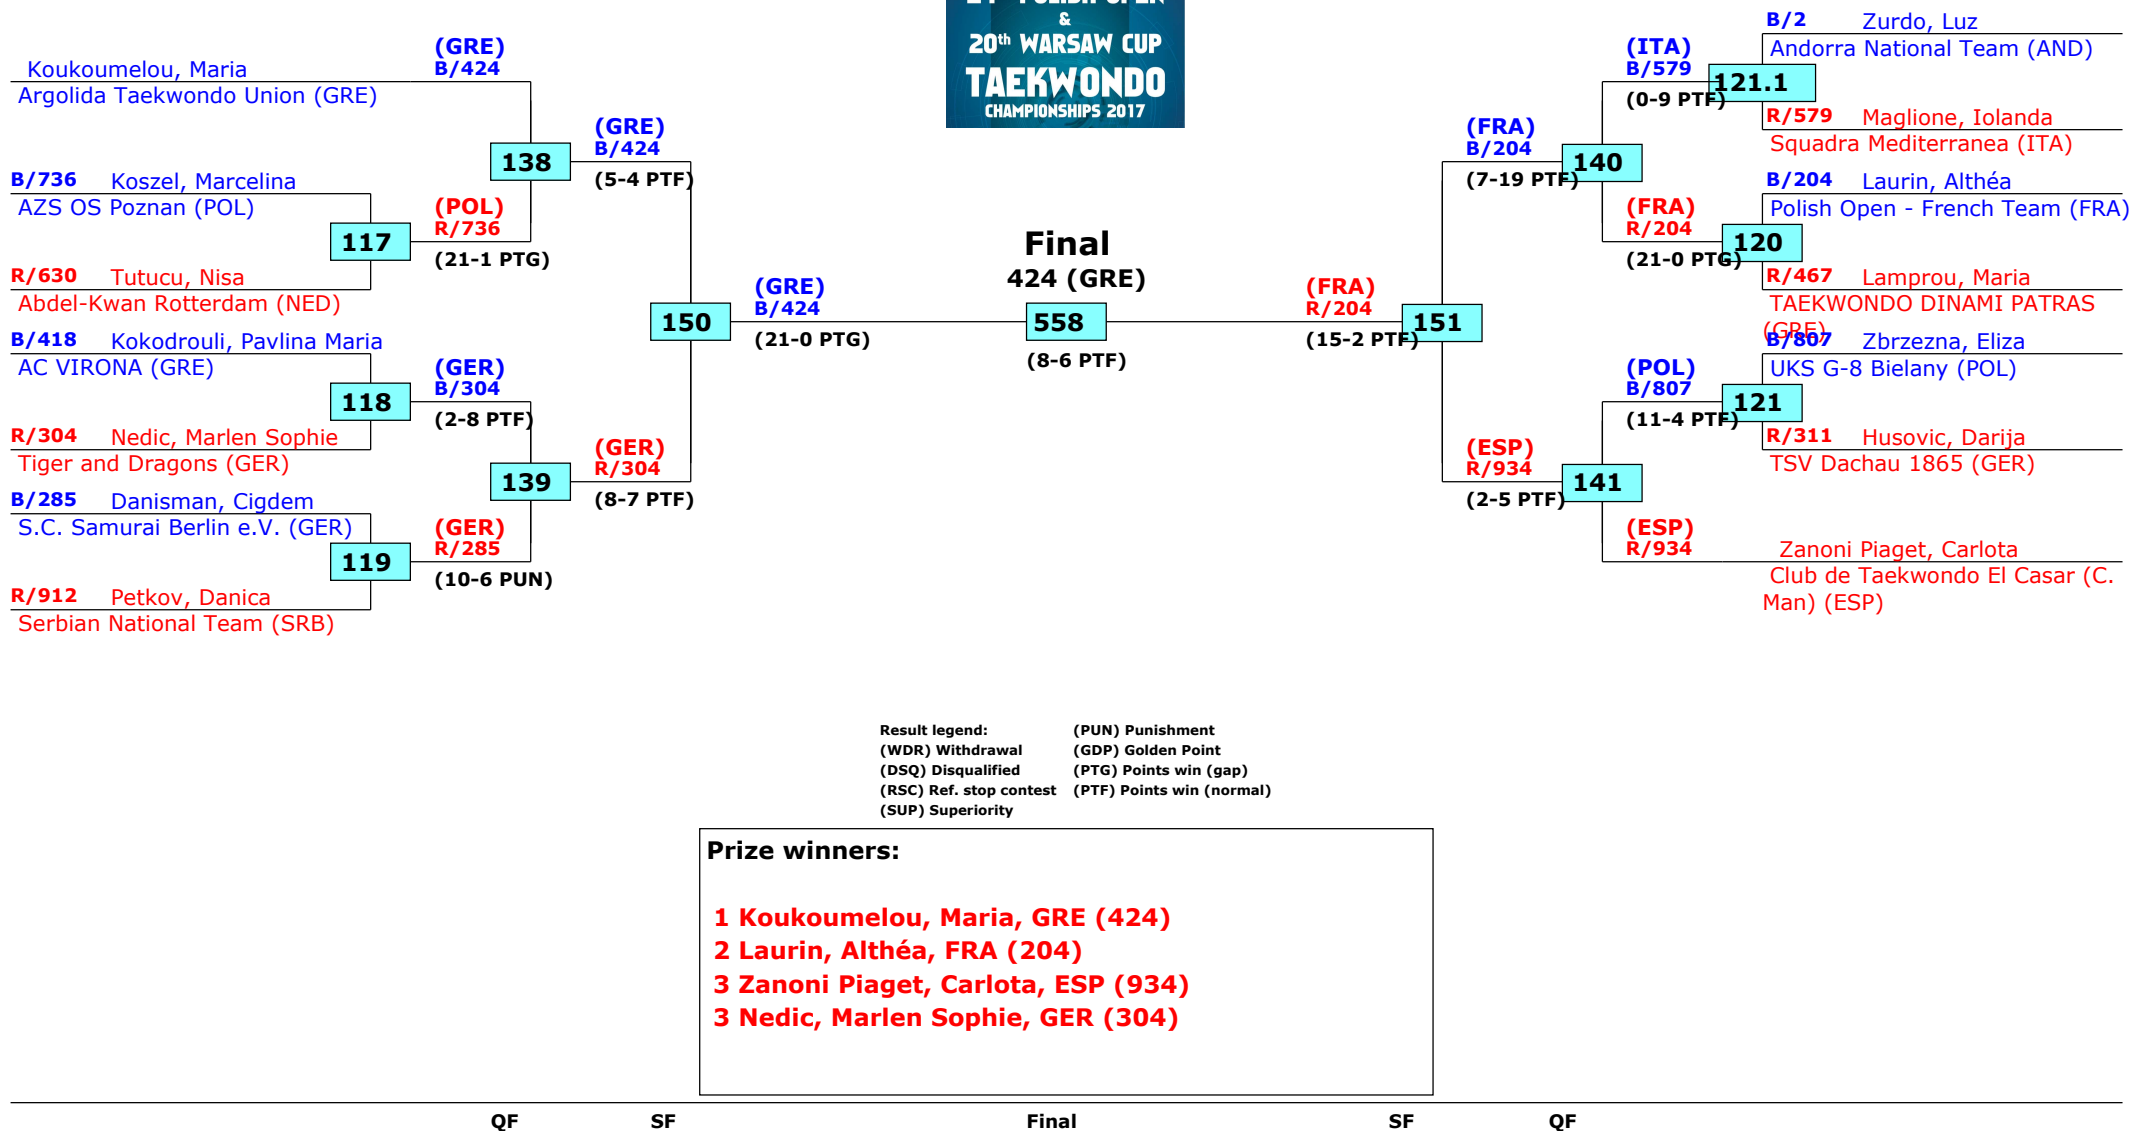 24th POLISH OPEN
&
20th WARSAW CUP
TAEKWONDO
CHAMPIONSHIPS 2017
Koukoumelou, Maria
Argolida Taekwondo Union (GRE)
(GRE)
B/424
138
(GRE)
B/424
(5-4 PTF)
B/736 Koszel, Marcelina
AZS OS Poznan (POL)
117
(POL)
R/736
(21-1 PTG)
R/630 Tutucu, Nisa
Abdel-Kwan Rotterdam (NED)
150
(GRE)
B/424
(21-0 PTG)
B/418 Kokodrouli, Pavlina Maria
AC VIRONA (GRE)
118
(GER)
B/304
(2-8 PTF)
R/304 Nedic, Marlen Sophie
Tiger and Dragons (GER)
139
(GER)
R/304
(8-7 PTF)
B/285 Danisman, Cigdem
S.C. Samurai Berlin e.V. (GER)
119
(GER)
R/285
(10-6 PUN)
R/912 Petkov, Danica
Serbian National Team (SRB)
Final
424 (GRE)
558
(8-6 PTF)
B/2 Zurdo, Luz
Andorra National Team (AND)
(ITA)
B/579
(0-9 PTF)
121.1
R/579 Maglione, Iolanda
Squadra Mediterranea (ITA)
(FRA)
B/204
(7-19 PTF)
140
B/204 Laurin, Althéa
Polish Open - French Team (FRA)
(FRA)
R/204
(21-0 PTG)
120
R/467 Lamprou, Maria
TAEKWONDO DINAMI PATRAS
(GRE)
(FRA)
R/204
(15-2 PTF)
151
B/807 Zbrzezna, Eliza
UKS G-8 Bielany (POL)
(POL)
B/807
(11-4 PTF)
121
R/311 Husovic, Darija
TSV Dachau 1865 (GER)
(ESP)
R/934
(2-5 PTF)
141
(ESP)
R/934
Zanoni Piaget, Carlota
Club de Taekwondo El Casar (C.
Man) (ESP)
Result legend: (PUN) Punishment
(WDR) Withdrawal (GDP) Golden Point
(DSQ) Disqualified (PTG) Points win (gap)
(RSC) Ref. stop contest (PTF) Points win (normal)
(SUP) Superiority
Prize winners:
1 Koukoumelou, Maria, GRE (424)
2 Laurin, Althéa, FRA (204)
3 Zanoni Piaget, Carlota, ESP (934)
3 Nedic, Marlen Sophie, GER (304)
QF SF Final SF QF